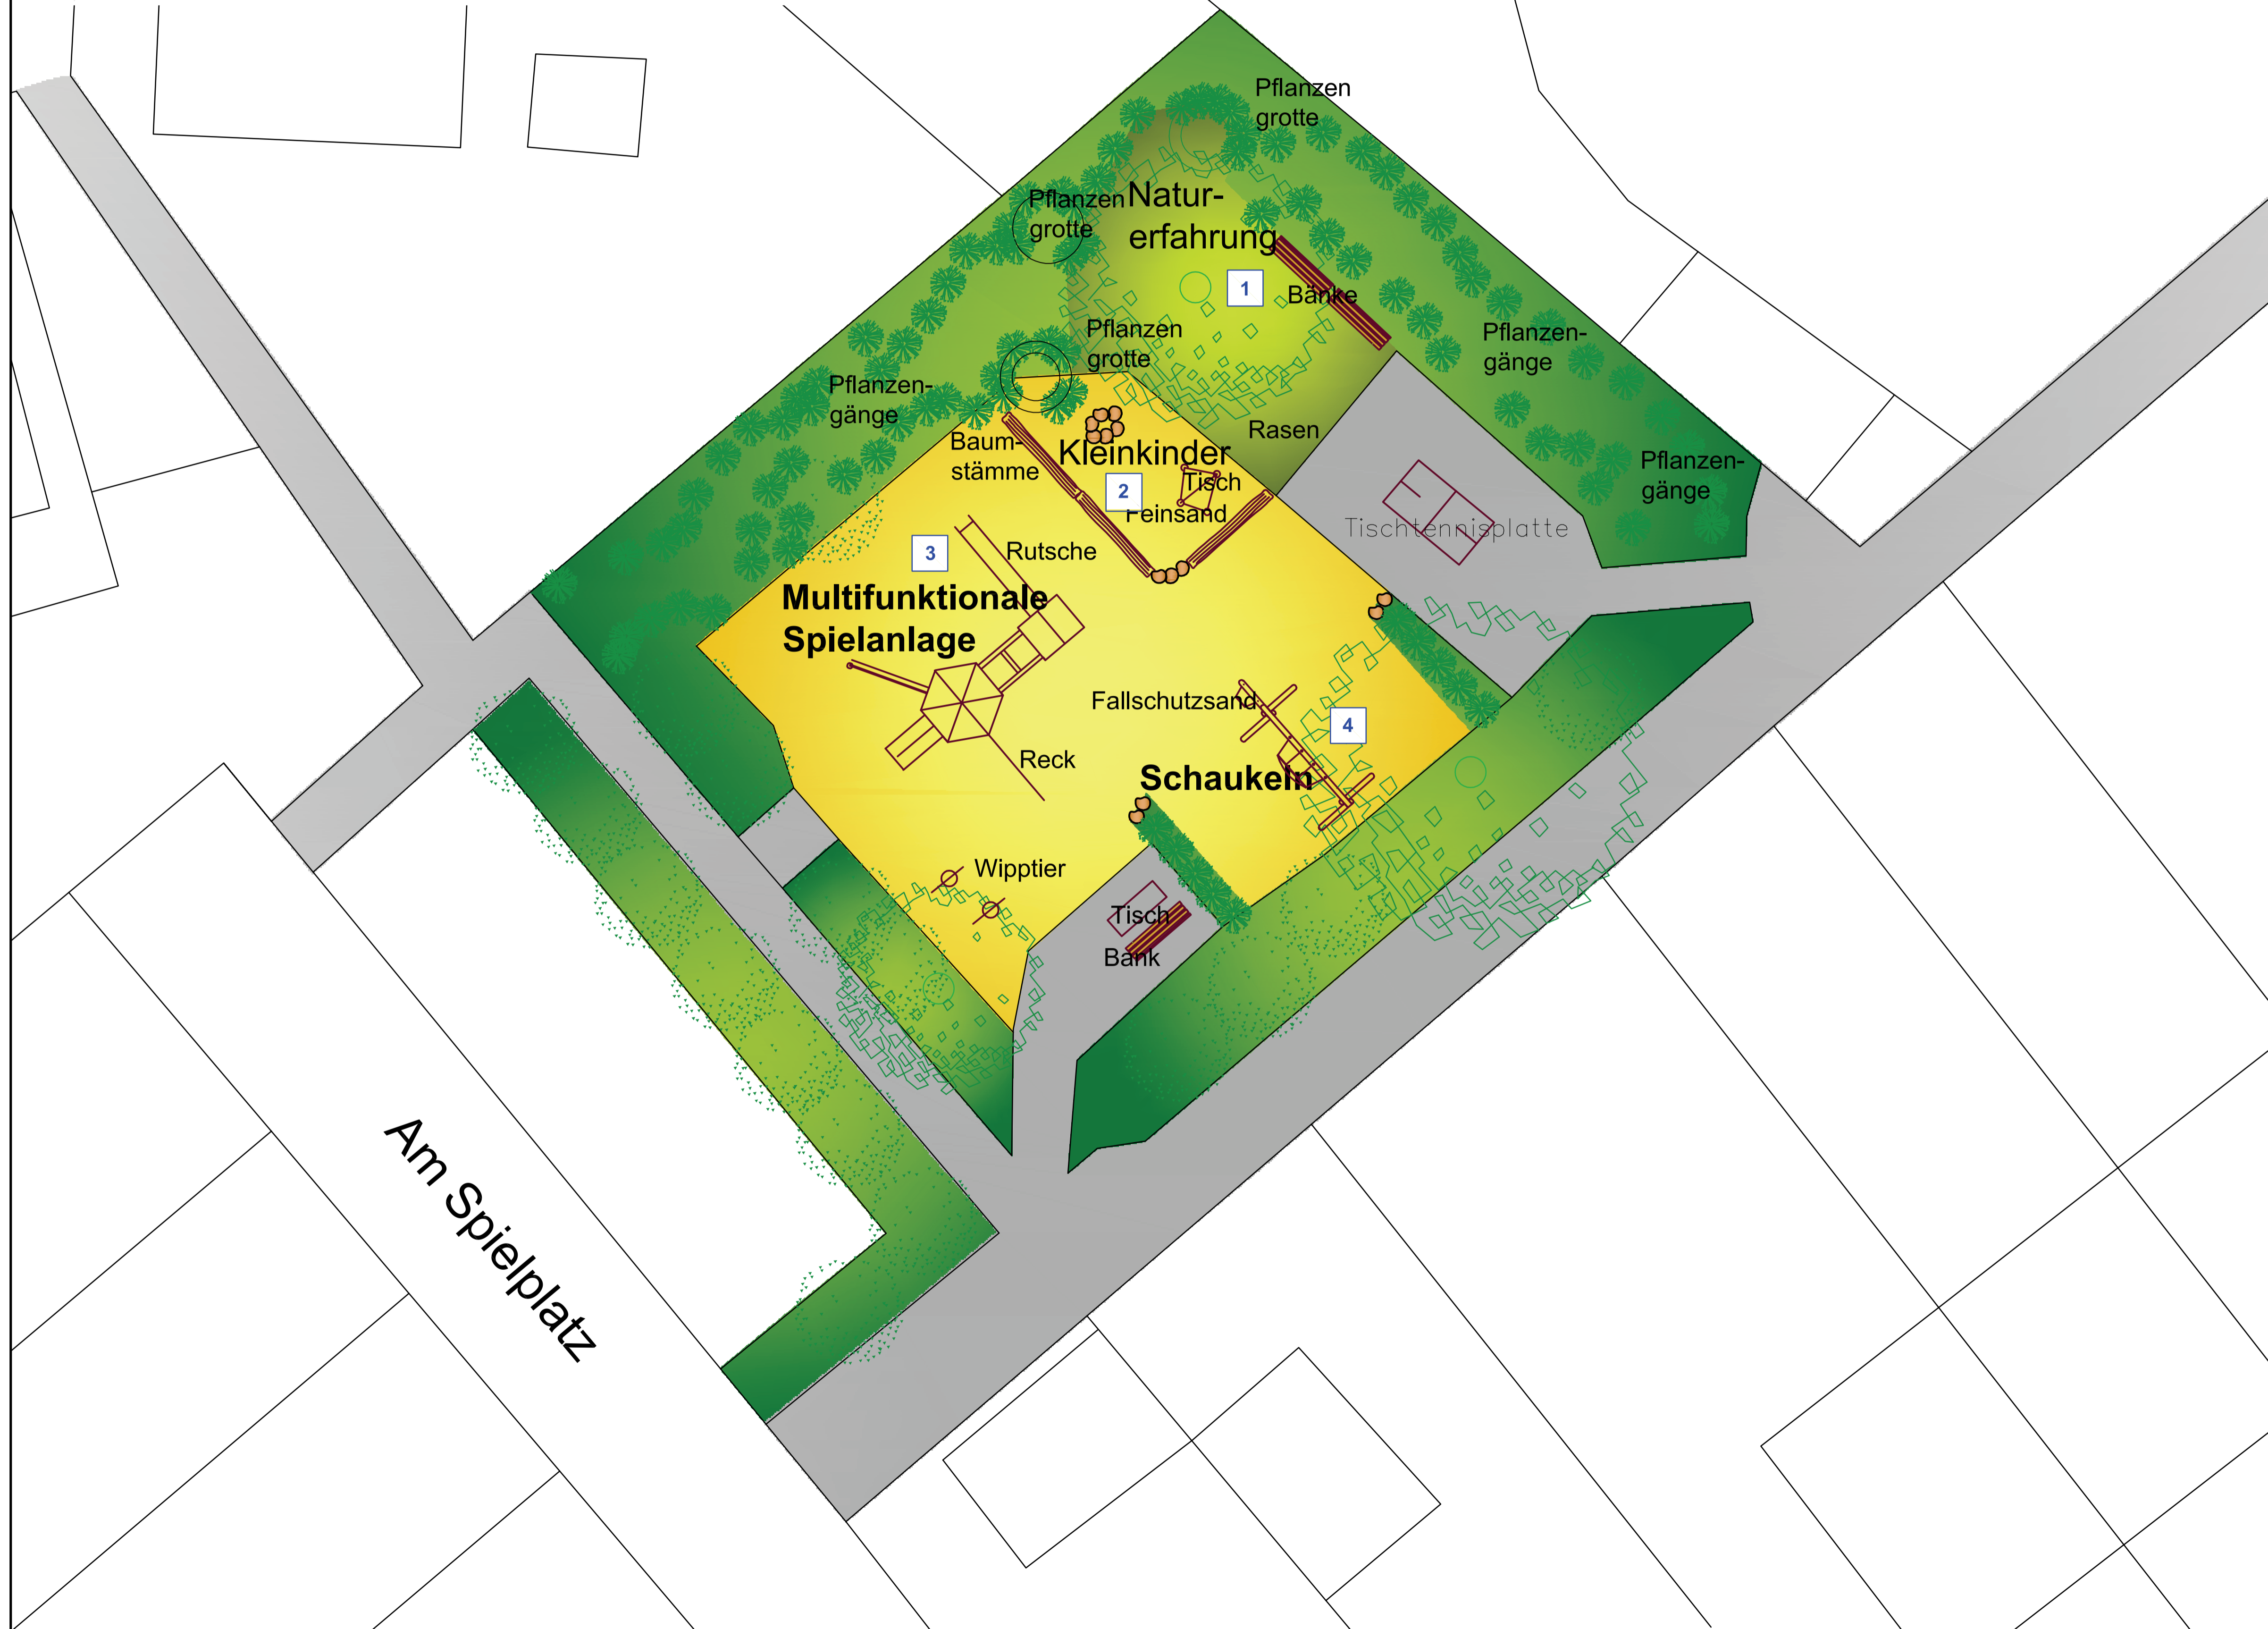 Pflanzen
grotte
Pflanzen
grotte
Natur-
erfahrung
1
Bänke
Pflanzen
grotte
Pflanzen-
gänge
Pflanzen-
gänge
Rasen
Baum-
stämme
Kleinkinder
2
Tisch
Feinsand
Pflanzen-
gänge
Tischtennisplatte
3
Rutsche
Multifunktionale
Spielanlage
Fallschutzsand
4
Reck
Schaukeln
Wipptier
Tisch
Bank
Am Spielplatz